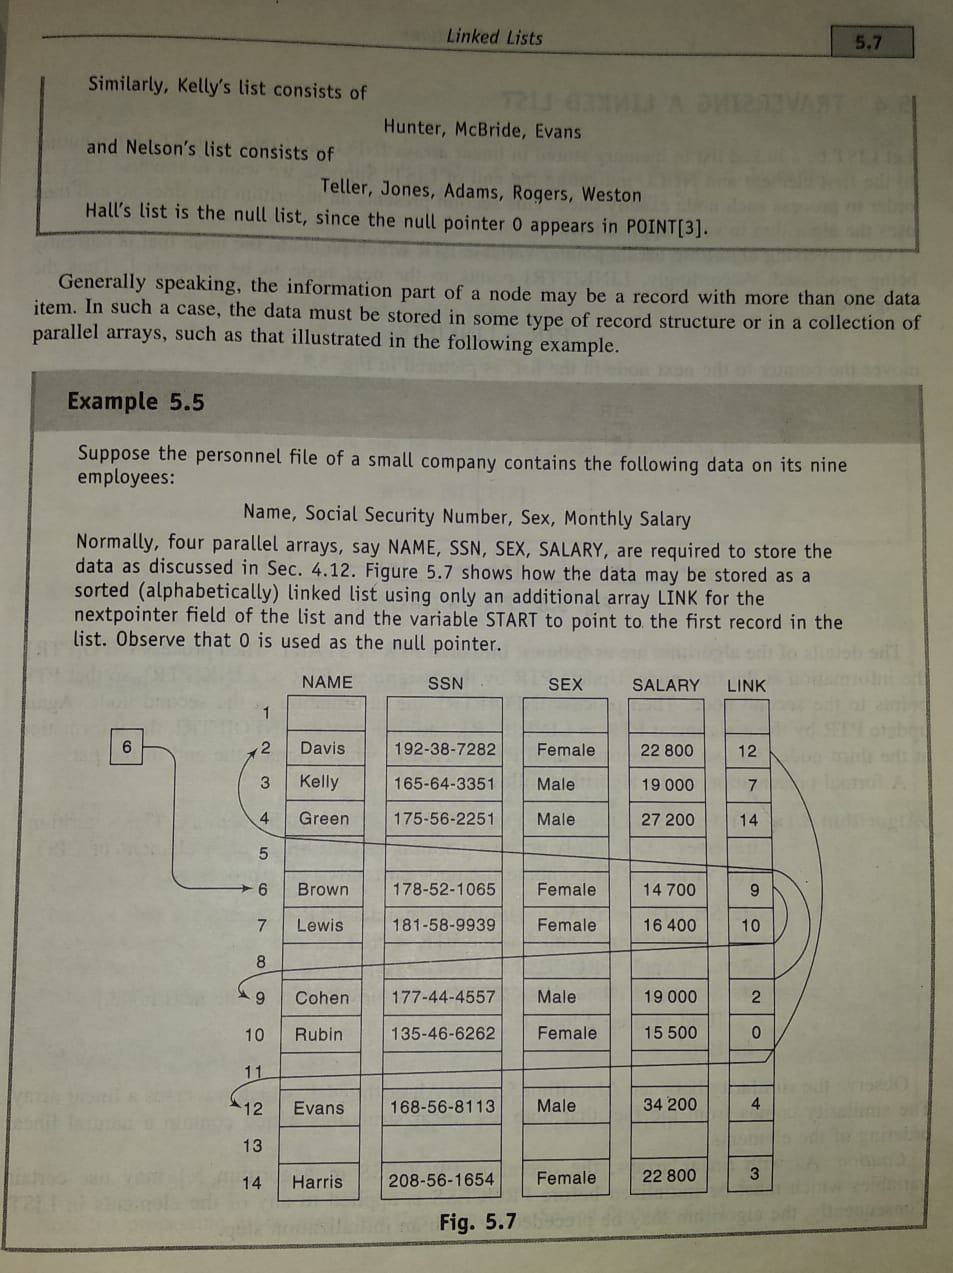 Linked Lists
5.7
Similarly, Kelly's list consists of
Hunter, McBride, Evans
and Nelson's list consists of
Teller, Jones, Adams, Rogers, Weston
Hall's list is the null list, since the null pointer 0 appears in POINT[3].
Generally speaking, the information part of a node may be a record with more than one data
item. In such a case, the data must be stored in some type of record structure or in a collection of
parallel arrays, such as that illustrated in the following example.
Example 5.5
Suppose the personnel file of a small company contains the following data on its nine
employees:
Name, Social Security Number, Sex, Monthly Salary
Normally, four parallel arrays, say NAME, SSN, SEX, SALARY, are required to store the
data as discussed in Sec. 4.12. Figure 5.7 shows how the data may be stored as a
sorted (alphabetically) linked list using only an additional array LINK for the
nextpointer field of the list and the variable START to point to the first record in the
list. Observe that 0 is used as the null pointer.
NAME SSN SEX SALARY LINK
1
6 2 Davis 192-38-7282 Female 22 800 12
3 Kelly 165-64-3351 Male 19 000 7
4 Green 175-56-2251 Male 27 200 14
5
6 Brown 178-52-1065 Female 14 700 9
7 Lewis 181-58-9939 Female 16 400 10
8
9 Cohen 177-44-4557 Male 19 000 2
10 Rubin 135-46-6262 Female 15 500 0
11
12 Evans 168-56-8113 Male 34 200 4
13
14 Harris 208-56-1654 Female 22 800 3
Fig. 5.7